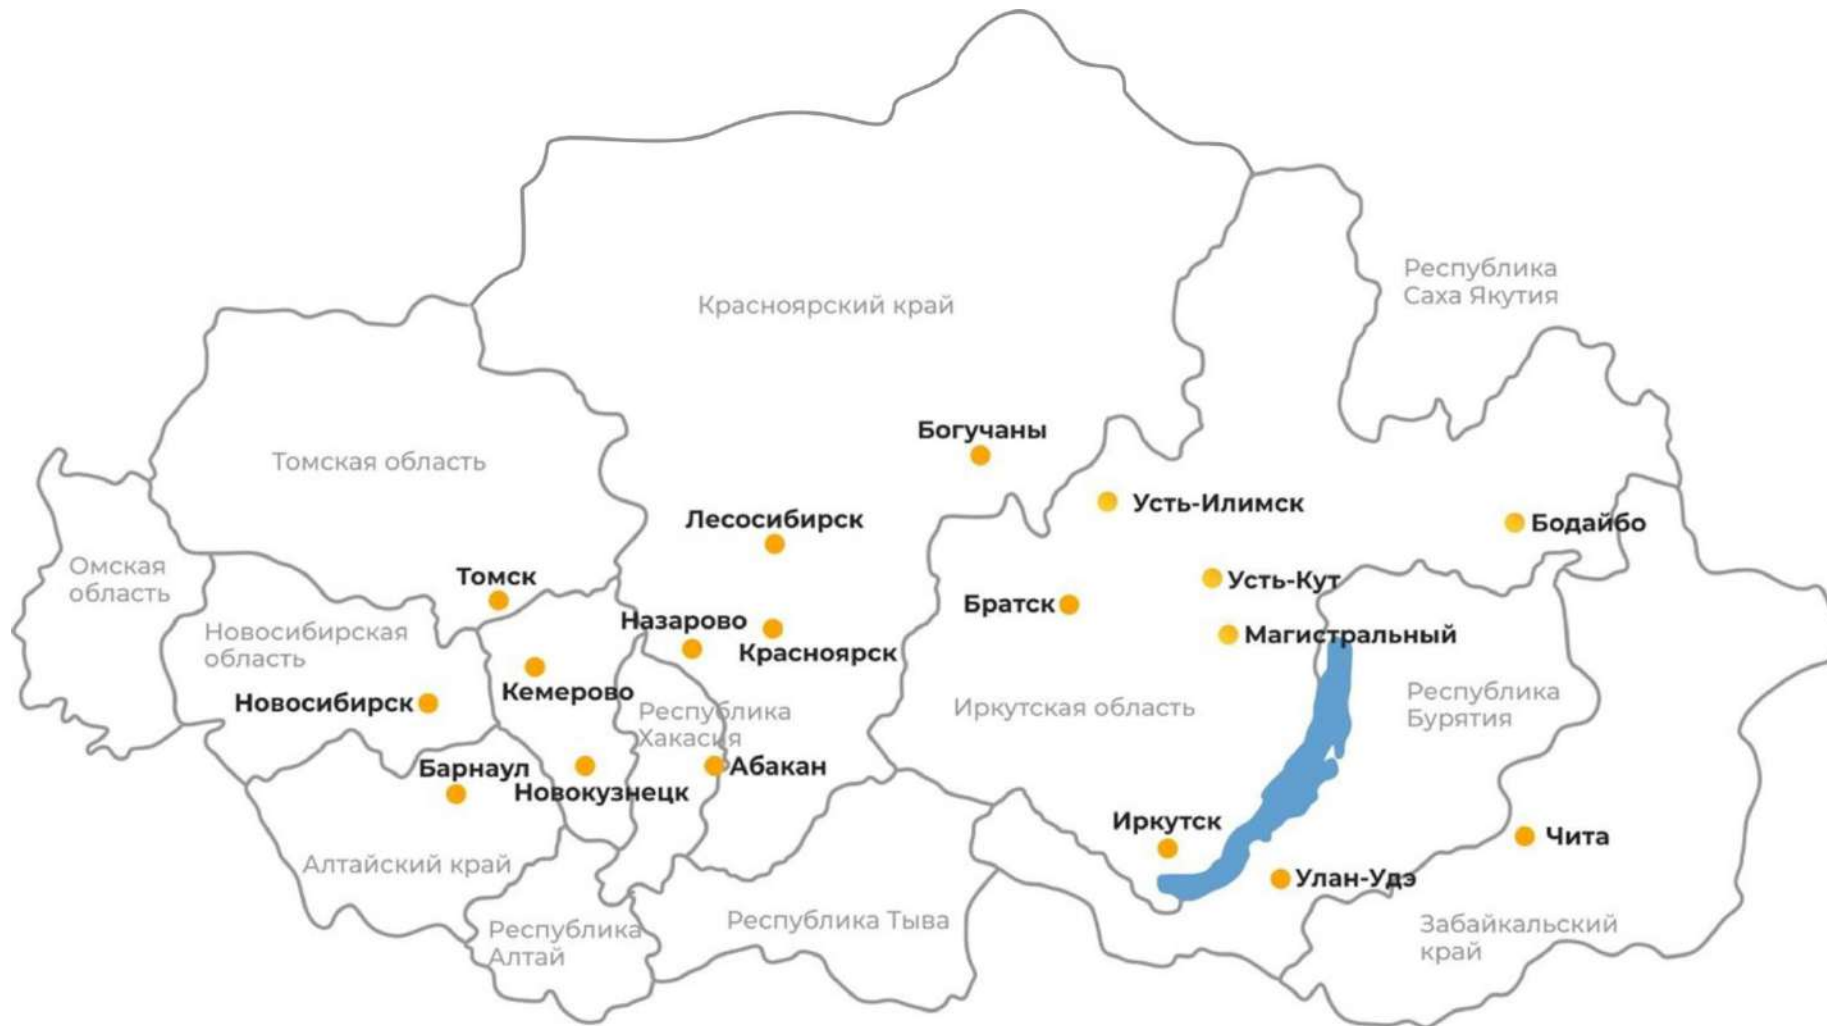 Республика
Саха Якутия
Красноярский край
Богучаны
Томская область
Усть-Илимск
Лесосибирск
Бодайбо
Омская
область
Томск
Усть-Кут
Братск
Назарово
Новосибирская
область
Магистральный
Красноярск
Кемерово
Новосибирск
Республика
Хакасия
Иркутская область
Республика
Бурятия
Барнаул
Абакан
Новокузнецк
Иркутск
Чита
Алтайский край
Улан-Удэ
Республика Тыва
Республика
Алтай
Забайкальский
край